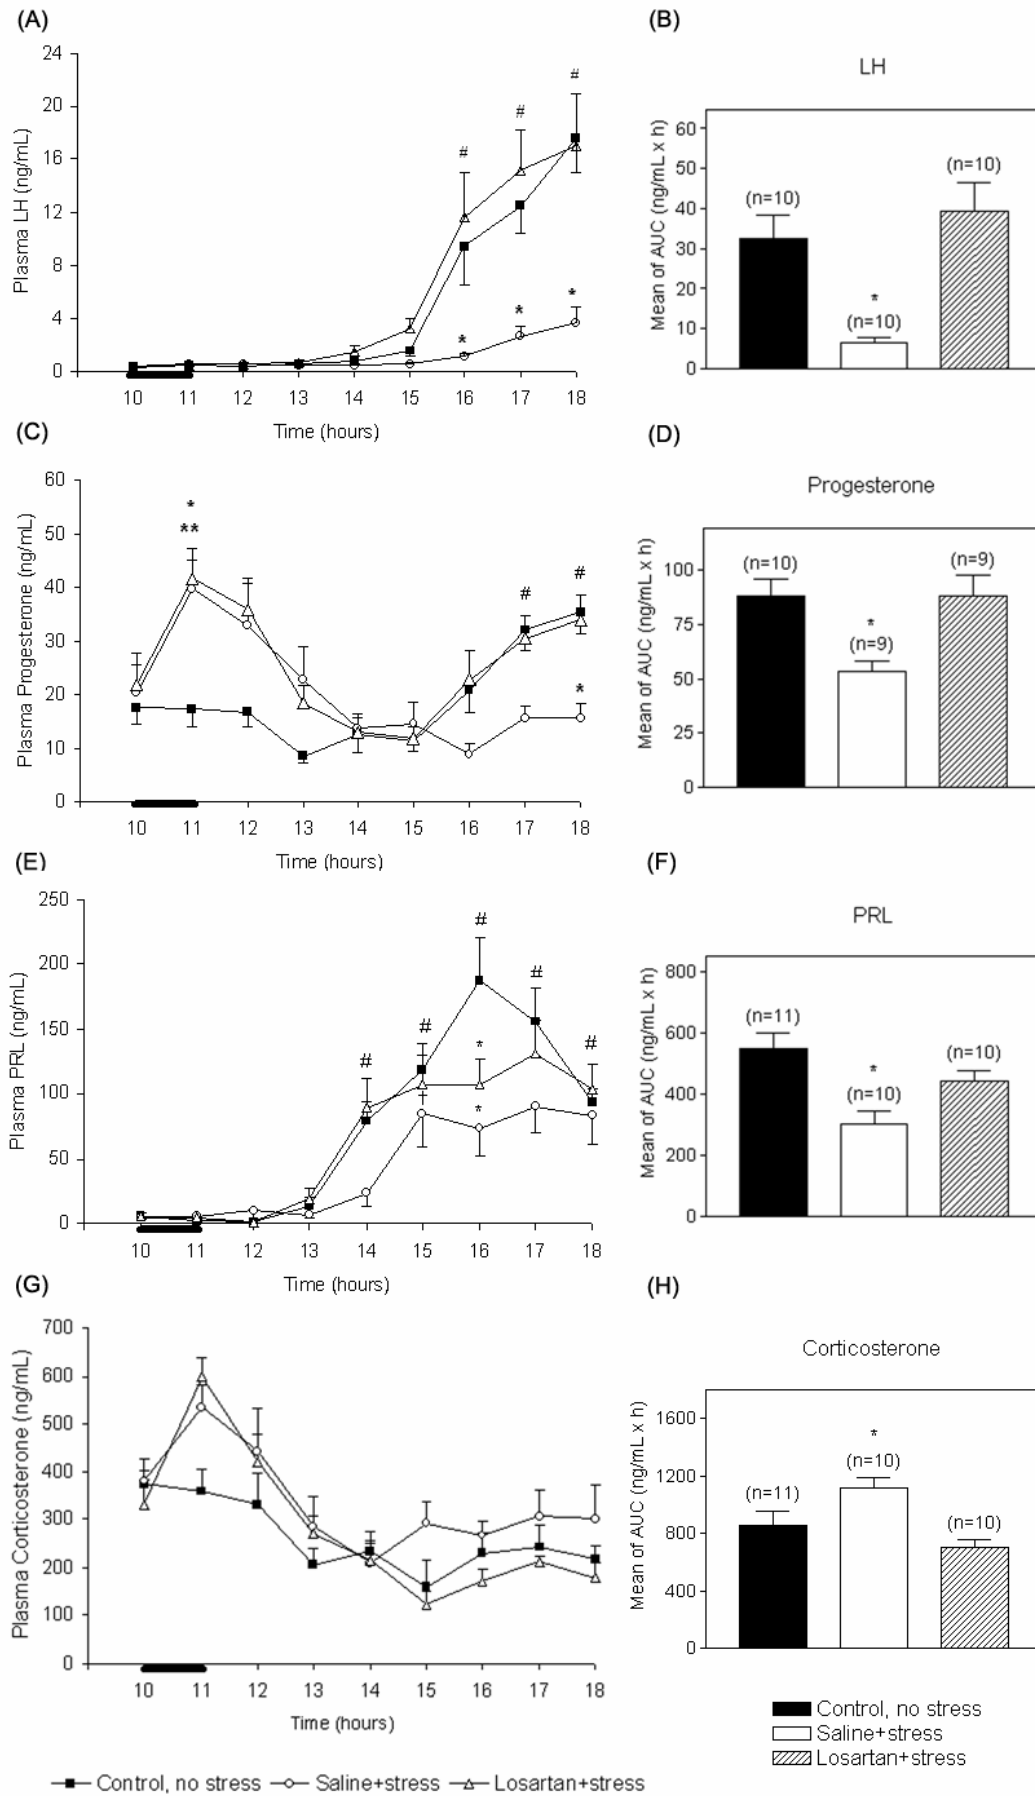 (A)
Plasma LH (ng/mL)
24
20
16
12
8
4
0
#
#
#
*
*
*
10 11 12 13 14 15 16 17 18
Time (hours)
(B)
LH
Mean of AUC (ng/mL x h)
60
50
40
30
20
10
0
(n=10)
*
(n=10)
(n=10)
(C)
Plasma Progesterone (ng/mL)
60
50
40
30
20
10
0
*
**
#
#
*
10 11 12 13 14 15 16 17 18
Time (hours)
(D)
Progesterone
Mean of AUC (ng/mL x h)
100
75
50
25
0
(n=10)
*
(n=9)
(n=9)
(E)
Plasma PRL (ng/mL)
250
200
150
100
50
0
#
#
#
#
#
*
*
10 11 12 13 14 15 16 17 18
Time (hours)
(F)
PRL
Mean of AUC (ng/mL x h)
800
600
400
200
0
(n=11)
*
(n=10)
(n=10)
(G)
Plasma Corticosterone (ng/mL)
700
600
500
400
300
200
100
0
10 11 12 13 14 15 16 17 18
Time (hours)
(H)
Corticosterone
Mean of AUC (ng/mL x h)
1600
1200
800
400
0
(n=11)
*
(n=10)
(n=10)
Control, no stress
Saline+stress
Losartan+stress
Control, no stress Saline+stress Losartan+stress